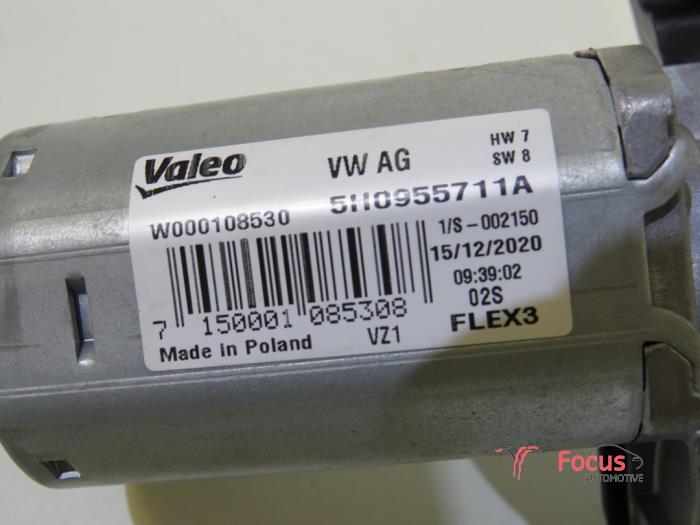 Valeo
VW AG
HW 7
SW 8
W000108530
5H0955711A
1/S-002150
15/12/2020
09:39:02
02S
7 150001 085308
VZ1
FLEX3
Made in Poland
Focus
AUTOMOTIVE